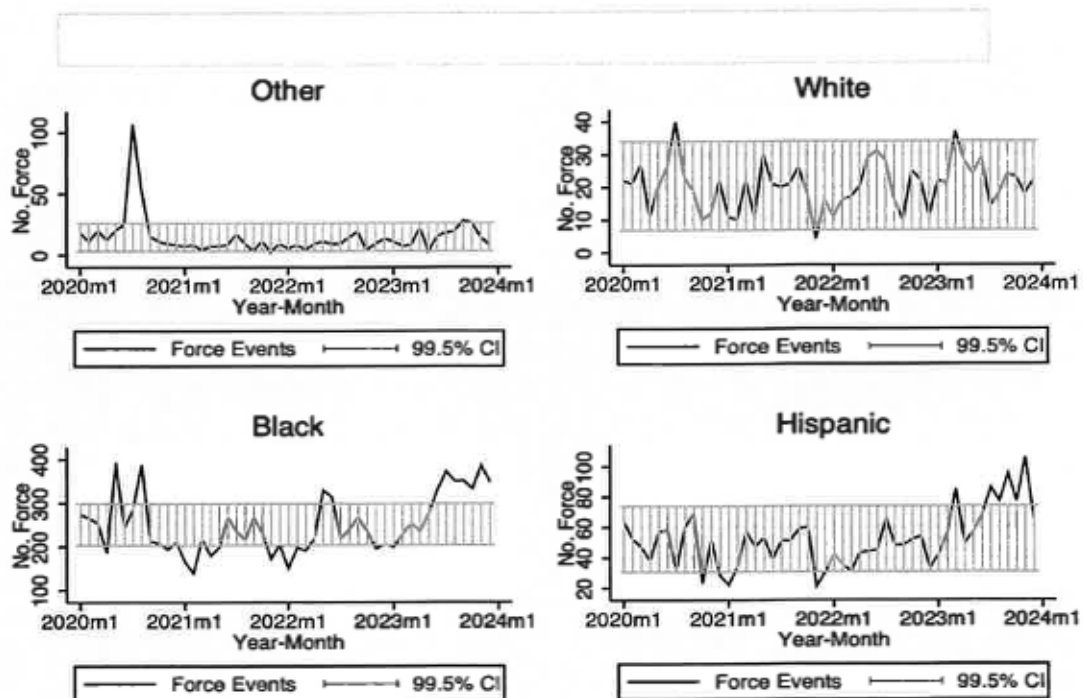 Other
No. Force
100
50
0
2020m1 2021m1 2022m1 2023m1 2024m1
Year-Month
Force Events 99.5% CI
White
No. Force
40
30
20
10
0
2020m1 2021m1 2022m1 2023m1 2024m1
Year-Month
Force Events 99.5% CI
Black
No. Force
400
300
200
100
2020m1 2021m1 2022m1 2023m1 2024m1
Year-Month
Force Events 99.5% CI
Hispanic
No. Force
100
80
60
40
20
2020m1 2021m1 2022m1 2023m1 2024m1
Year-Month
Force Events 99.5% CI